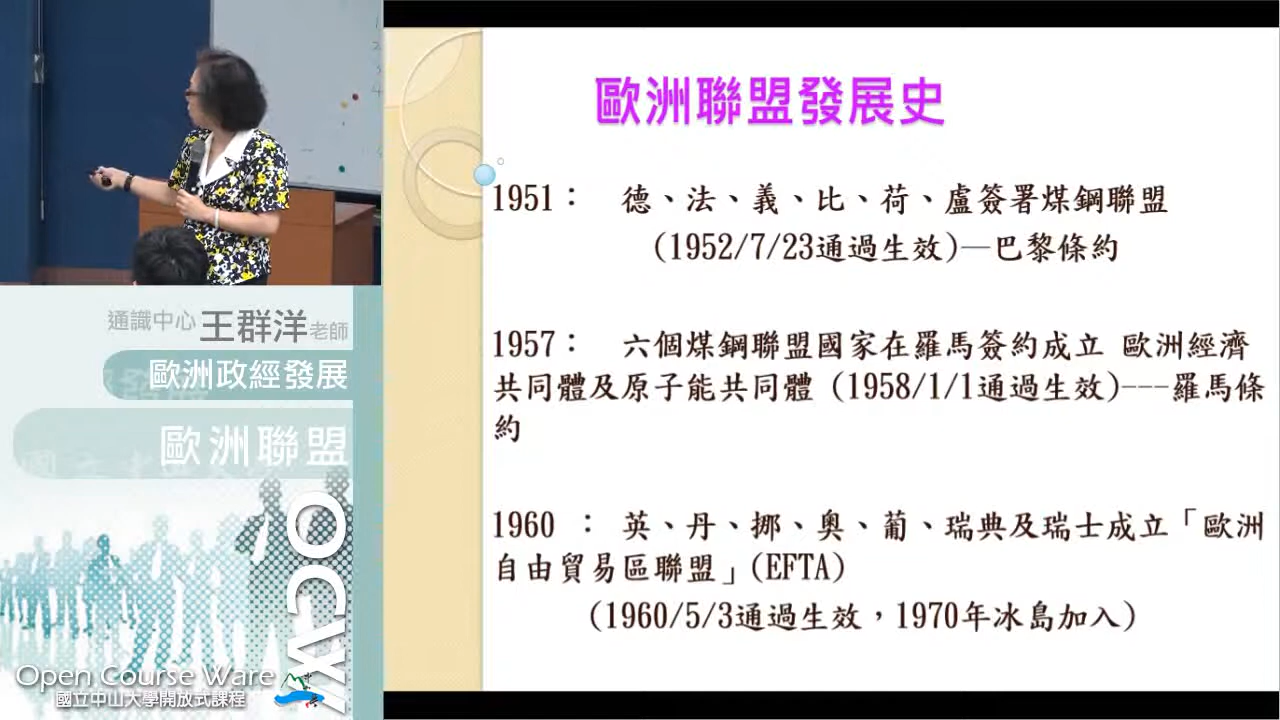 歐洲聯盟發展史
1951： 德、法、義、比、荷、盧簽署煤鋼聯盟
(1952/7/23通過生效)─巴黎條約
1957： 六個煤鋼聯盟國家在羅馬簽約成立 歐洲經濟
共同體及原子能共同體 (1958/1/1通過生效)---羅馬條
約
1960 ： 英、丹、挪、奧、葡、瑞典及瑞士成立「歐洲
自由貿易區聯盟」(EFTA)
(1960/5/3通過生效，1970年冰島加入)
通識中心 王群洋 老師
歐洲政經發展
歐洲聯盟
OCW
Open Course Ware
國立中山大學開放式課程